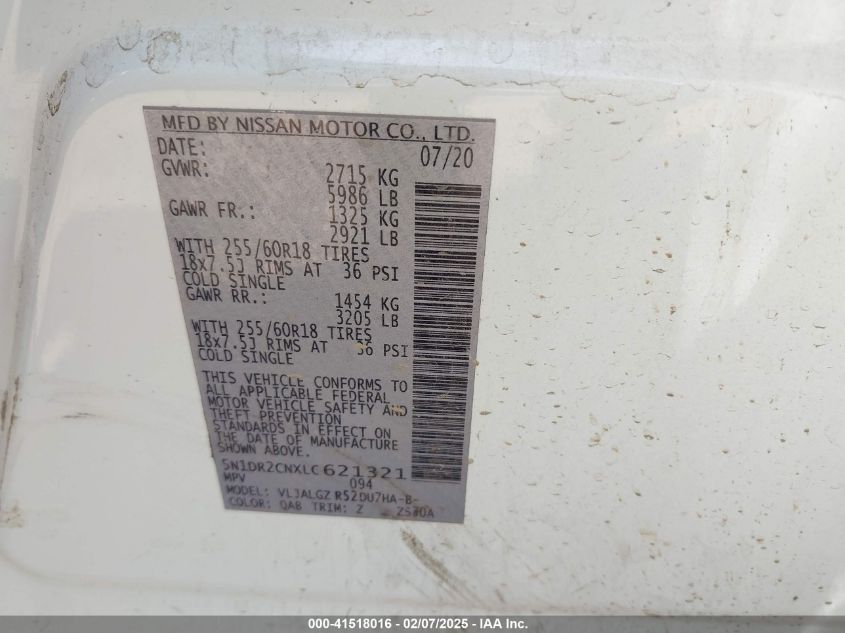 MFD BY NISSAN MOTOR CO., LTD.
DATE: 07/20
GVWR: 2715 KG
5986 LB
GAWR FR.: 1325 KG
2921 LB
WITH 255/60R18 TIRES
18x7.5J RIMS AT 36 PSI
COLD SINGLE
GAWR RR.: 1454 KG
3205 LB
WITH 255/60R18 TIRES
18x7.5J RIMS AT 36 PSI
COLD SINGLE
THIS VEHICLE CONFORMS TO
ALL APPLICABLE FEDERAL
MOTOR VEHICLE SAFETY AND
THEFT PREVENTION
STANDARDS IN EFFECT ON
THE DATE OF MANUFACTURE
SHOWN ABOVE.
5N1DR2CNXLC621321
MPV 094
MODEL: VLJALGZ R52DU7HA-B-
COLOR: QAB TRIM: Z
000-41518016 - 02/07/2025 - IAA Inc.